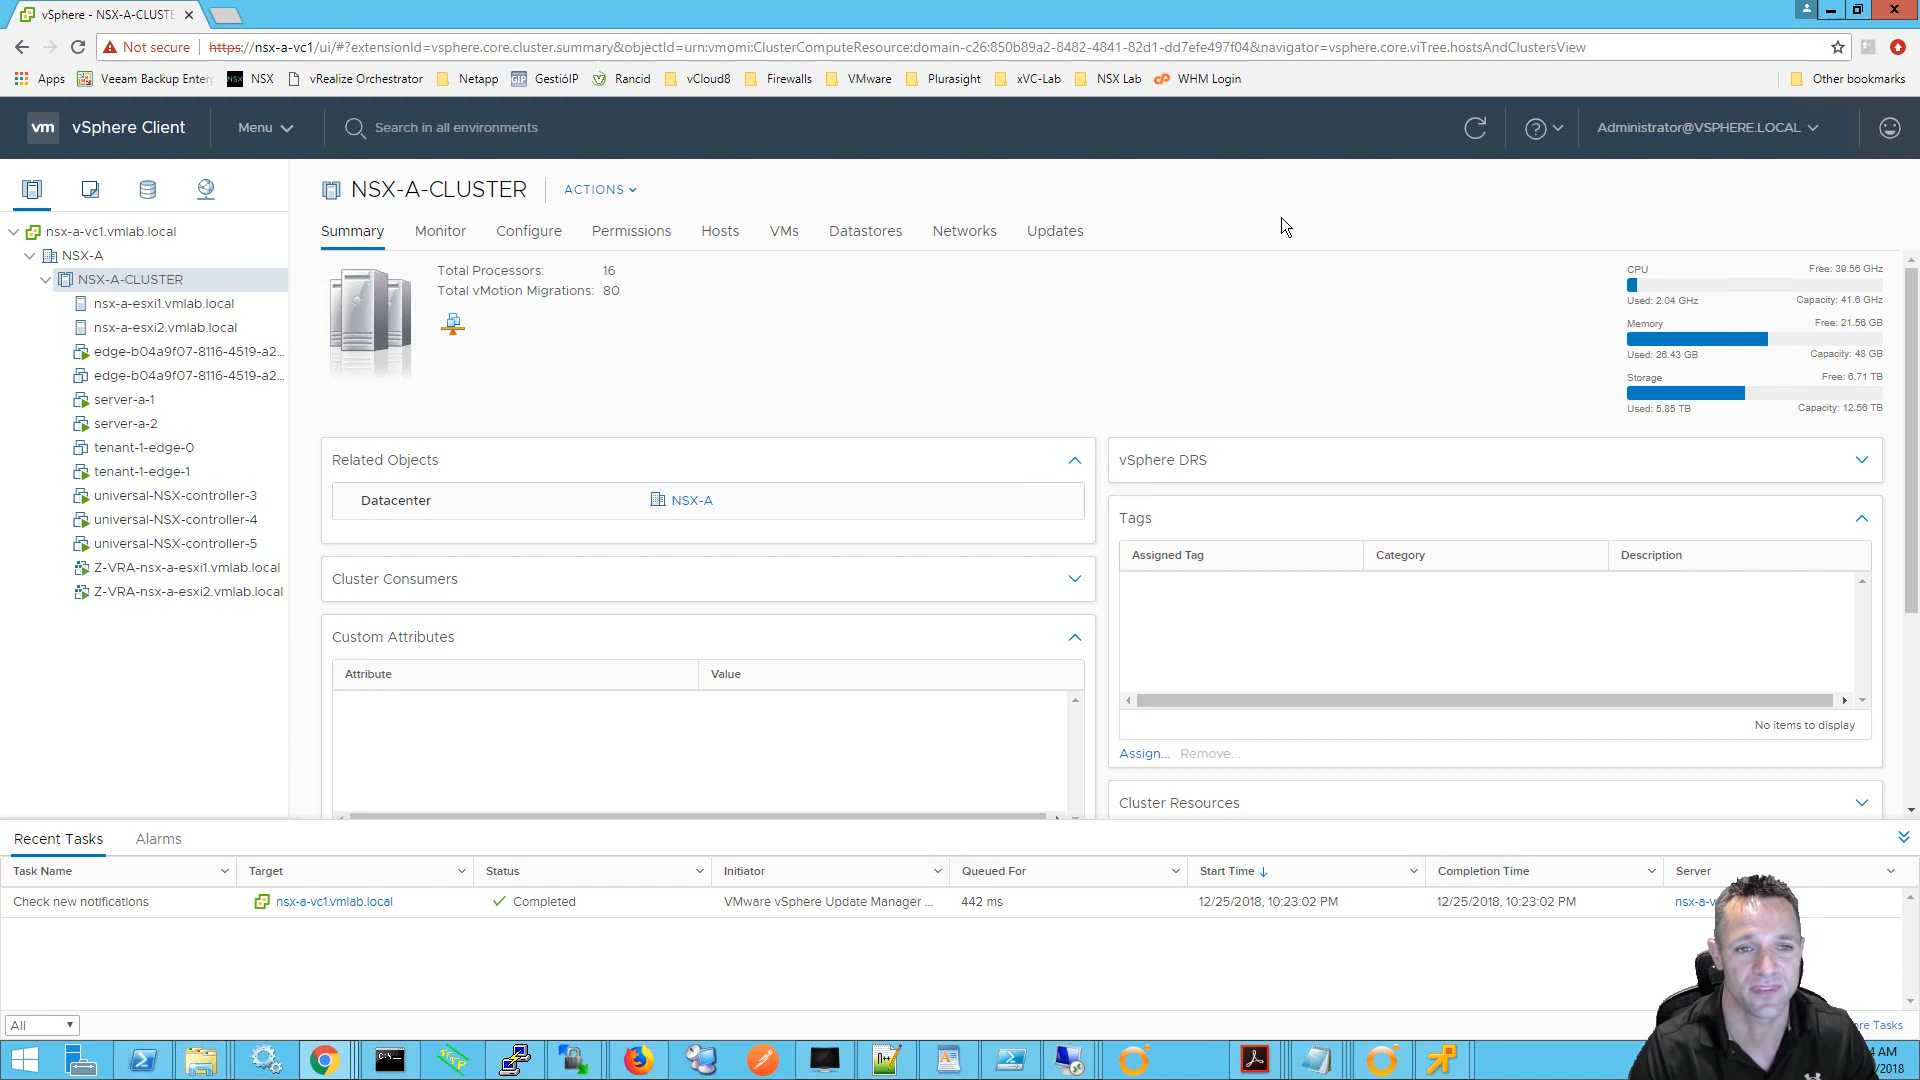 vSphere - NSX-A-CLUSTE
Not secure https://nsx-a-vc1/ui/#?extensionId=vsphere.core.cluster.summary&objectId=urn:vmomi:ClusterComputeResource:domain-c26:850b89a2-8482-4841-82d1-dd7efe497f04&navigator=vsphere.core.viTree.hostsAndClustersView
Apps Veeam Backup Enter NSX NSX vRealize Orchestrator Netapp GIP GestióIP Rancid vCloud8 Firewalls VMware Plurasight xVC-Lab NSX Lab cP WHM Login Other bookmarks
vm vSphere Client Menu Search in all environments Administrator@VSPHERE.LOCAL
NSX-A-CLUSTER ACTIONS
Summary Monitor Configure Permissions Hosts VMs Datastores Networks Updates
nsx-a-vc1.vmlab.local
NSX-A
NSX-A-CLUSTER
nsx-a-esxi1.vmlab.local
nsx-a-esxi2.vmlab.local
edge-b04a9f07-8116-4519-a2...
edge-b04a9f07-8116-4519-a2...
server-a-1
server-a-2
tenant-1-edge-0
tenant-1-edge-1
universal-NSX-controller-3
universal-NSX-controller-4
universal-NSX-controller-5
Z-VRA-nsx-a-esxi1.vmlab.local
Z-VRA-nsx-a-esxi2.vmlab.local
Total Processors: 16
Total vMotion Migrations: 80
CPU Free: 39.56 GHz
Used: 2.04 GHz Capacity: 41.6 GHz
Memory Free: 21.56 GB
Used: 26.43 GB Capacity: 48 GB
Storage Free: 6.71 TB
Used: 5.85 TB Capacity: 12.56 TB
Related Objects
Datacenter NSX-A
Cluster Consumers
Custom Attributes
Attribute Value
vSphere DRS
Tags
Assigned Tag Category Description
No items to display
Assign... Remove...
Cluster Resources
Recent Tasks Alarms
Task Name Target Status Initiator Queued For Start Time Completion Time Server
Check new notifications nsx-a-vc1.vmlab.local Completed VMware vSphere Update Manager ... 442 ms 12/25/2018, 10:23:02 PM 12/25/2018, 10:23:02 PM nsx-a-v
All
ore Tasks
4 AM
/2018